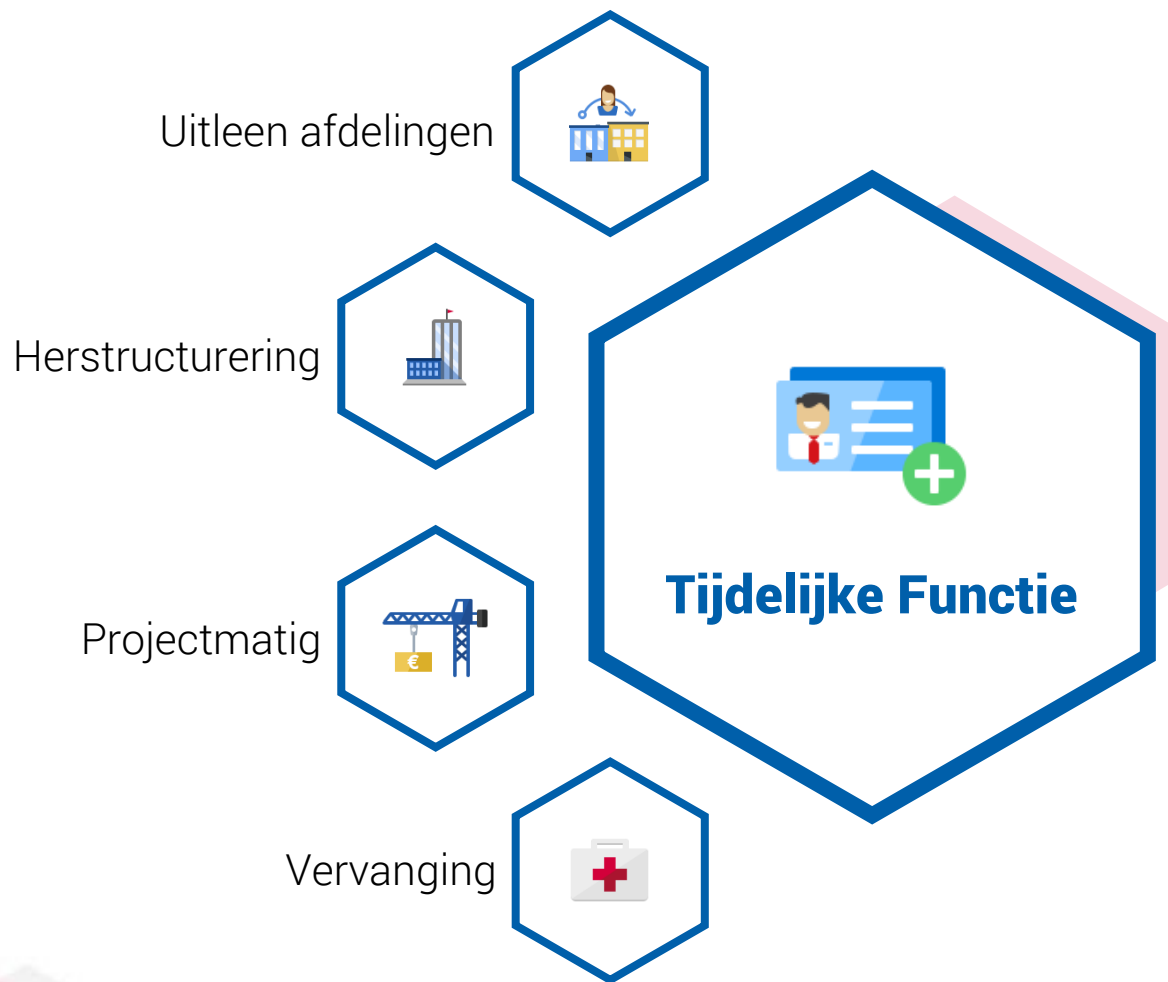 Uitleen afdelingen
Herstructurering
€
Tijdelijke Functie
Projectmatig
Vervanging